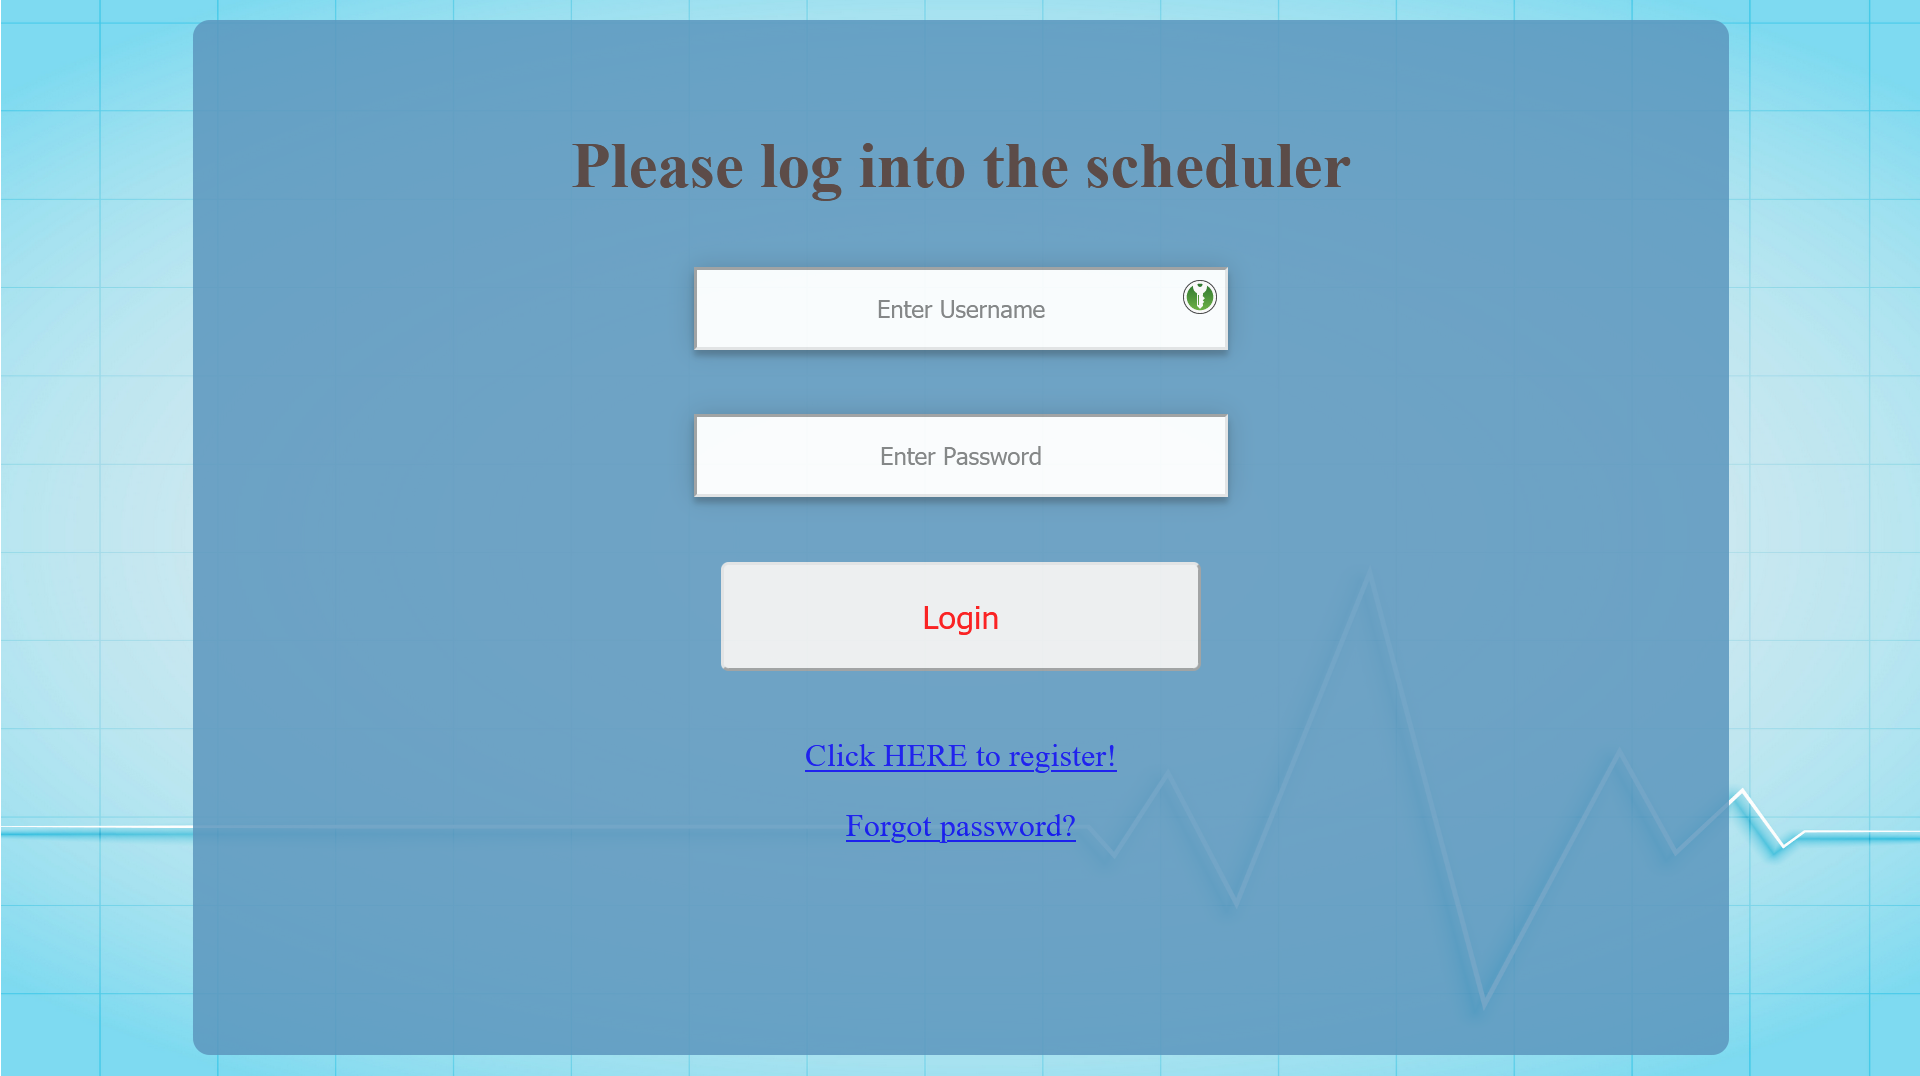 Please log into the scheduler
Enter Username
Enter Password
Login
Click HERE to register!
Forgot password?